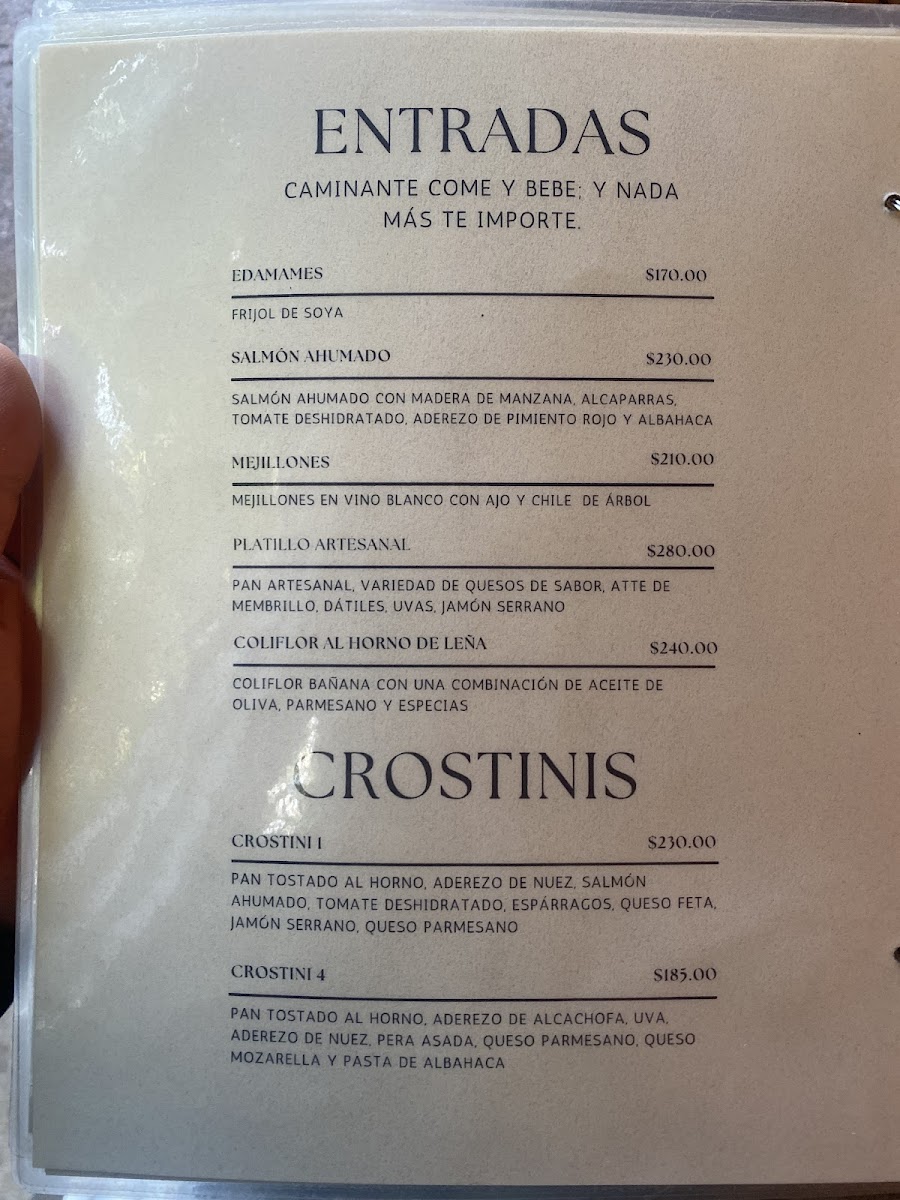 ENTRADAS
CAMINANTE COME Y BEBE; Y NADA
MÁS TE IMPORTE.
EDAMAMES $170.00
FRIJOL DE SOYA
SALMÓN AHUMADO $230.00
SALMÓN AHUMADO CON MADERA DE MANZANA, ALCAPARRAS,
TOMATE DESHIDRATADO, ADEREZO DE PIMIENTO ROJO Y ALBAHACA
MEJILLONES $210.00
MEJILLONES EN VINO BLANCO CON AJO Y CHILE DE ÁRBOL
PLATILLO ARTESANAL $280.00
PAN ARTESANAL, VARIEDAD DE QUESOS DE SABOR, ATTE DE
MEMBRILLO, DÁTILES, UVAS, JAMÓN SERRANO
COLIFLOR AL HORNO DE LEÑA $240.00
COLIFLOR BAÑANA CON UNA COMBINACIÓN DE ACEITE DE
OLIVA, PARMESANO Y ESPECIAS
CROSTINIS
CROSTINI 1 $230.00
PAN TOSTADO AL HORNO, ADEREZO DE NUEZ, SALMÓN
AHUMADO, TOMATE DESHIDRATADO, ESPÁRRAGOS, QUESO FETA,
JAMÓN SERRANO, QUESO PARMESANO
CROSTINI 4 $185.00
PAN TOSTADO AL HORNO, ADEREZO DE ALCACHOFA, UVA,
ADEREZO DE NUEZ, PERA ASADA, QUESO PARMESANO, QUESO
MOZARELLA Y PASTA DE ALBAHACA